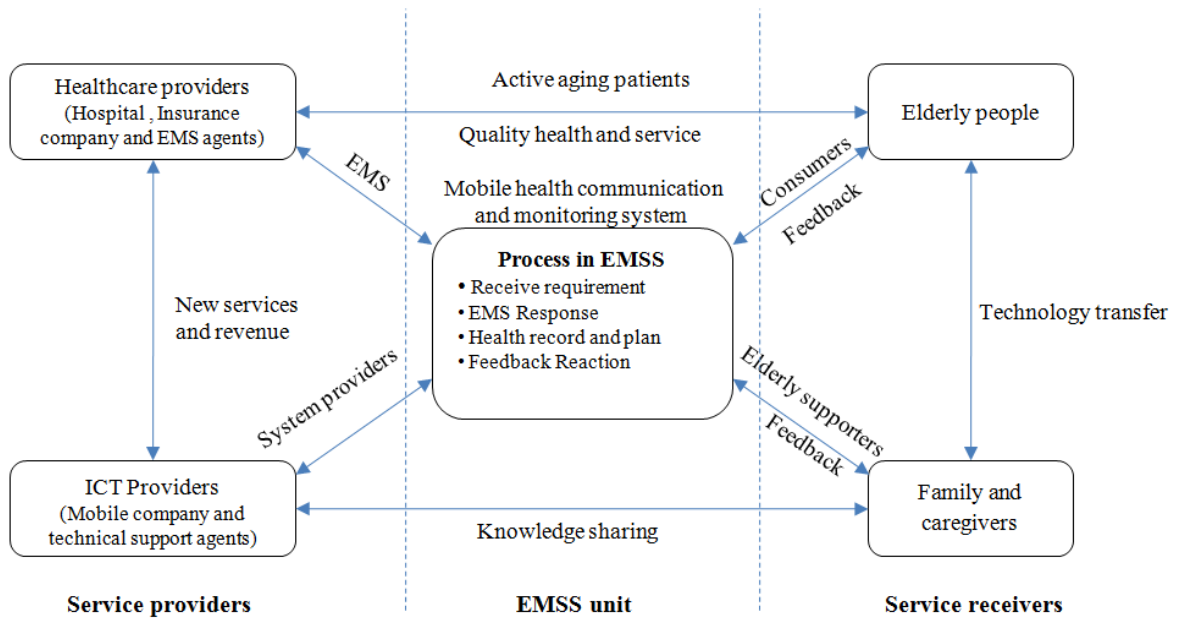 Healthcare providers
(Hospital , Insurance
company and EMS agents)
Active aging patients
Quality health and service
Elderly people
EMS
Mobile health communication
and monitoring system
Consumers
Feedback
Process in EMSS
• Receive requirement
• EMS Response
• Health record and plan
• Feedback Reaction
New services
and revenue
Technology transfer
System providers
Elderly supporters
Feedback
ICT Providers
(Mobile company and
technical support agents)
Knowledge sharing
Family and
caregivers
Service providers
EMSS unit
Service receivers